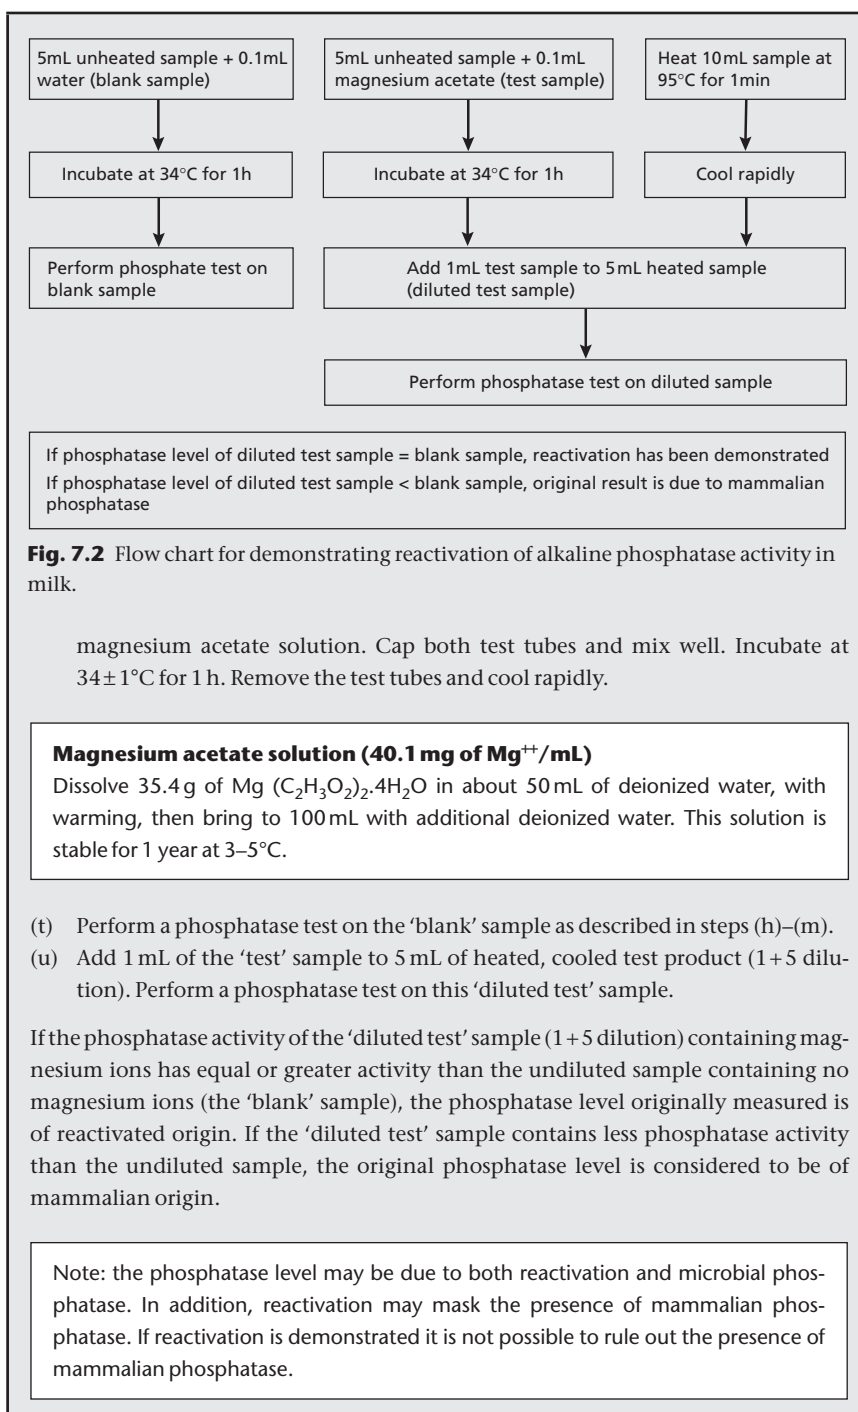 5mL unheated sample + 0.1mL
water (blank sample)
5mL unheated sample + 0.1mL
magnesium acetate (test sample)
Heat 10mL sample at
95°C for 1min
Incubate at 34°C for 1h
Incubate at 34°C for 1h
Cool rapidly
Perform phosphate test on
blank sample
Add 1mL test sample to 5mL heated sample
(diluted test sample)
Perform phosphatase test on diluted sample
If phosphatase level of diluted test sample = blank sample, reactivation has been demonstrated
If phosphatase level of diluted test sample < blank sample, original result is due to mammalian
phosphatase
Fig. 7.2 Flow chart for demonstrating reactivation of alkaline phosphatase activity in
milk.
magnesium acetate solution. Cap both test tubes and mix well. Incubate at
34±1°C for 1 h. Remove the test tubes and cool rapidly.
Magnesium acetate solution (40.1 mg of Mg⁺⁺/mL)
Dissolve 35.4 g of Mg (C₂H₃O₂)₂.4H₂O in about 50 mL of deionized water, with
warming, then bring to 100 mL with additional deionized water. This solution is
stable for 1 year at 3–5°C.
(t) Perform a phosphatase test on the ‘blank’ sample as described in steps (h)–(m).
(u) Add 1 mL of the ‘test’ sample to 5 mL of heated, cooled test product (1+5 dilu-
tion). Perform a phosphatase test on this ‘diluted test’ sample.
If the phosphatase activity of the ‘diluted test’ sample (1+5 dilution) containing mag-
nesium ions has equal or greater activity than the undiluted sample containing no
magnesium ions (the ‘blank’ sample), the phosphatase level originally measured is
of reactivated origin. If the ‘diluted test’ sample contains less phosphatase activity
than the undiluted sample, the original phosphatase level is considered to be of
mammalian origin.
Note: the phosphatase level may be due to both reactivation and microbial phos-
phatase. In addition, reactivation may mask the presence of mammalian phos-
phatase. If reactivation is demonstrated it is not possible to rule out the presence of
mammalian phosphatase.